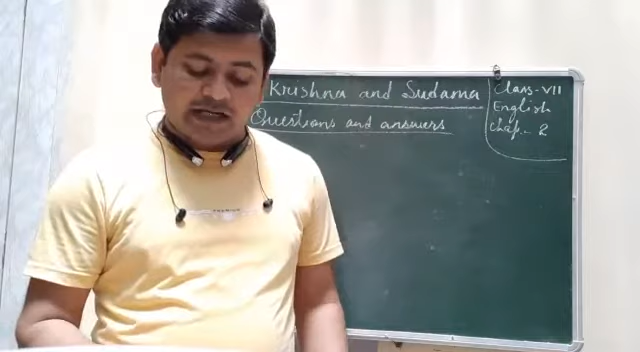 Krishna and Sudama
Questions and answers
Class-VII
English
Chap- 2